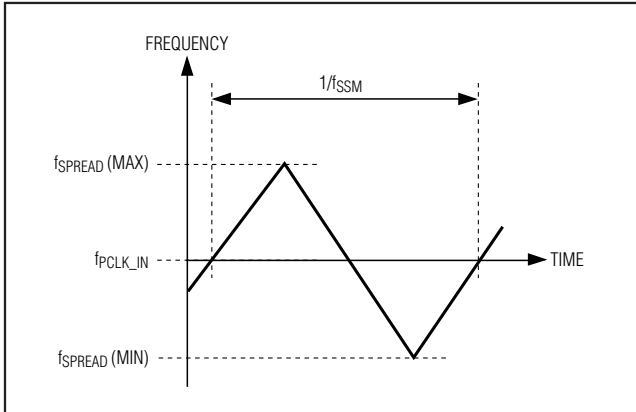 FREQUENCY
1/fSSM
fSPREAD (MAX)
fPCLK_IN
TIME
fSPREAD (MIN)